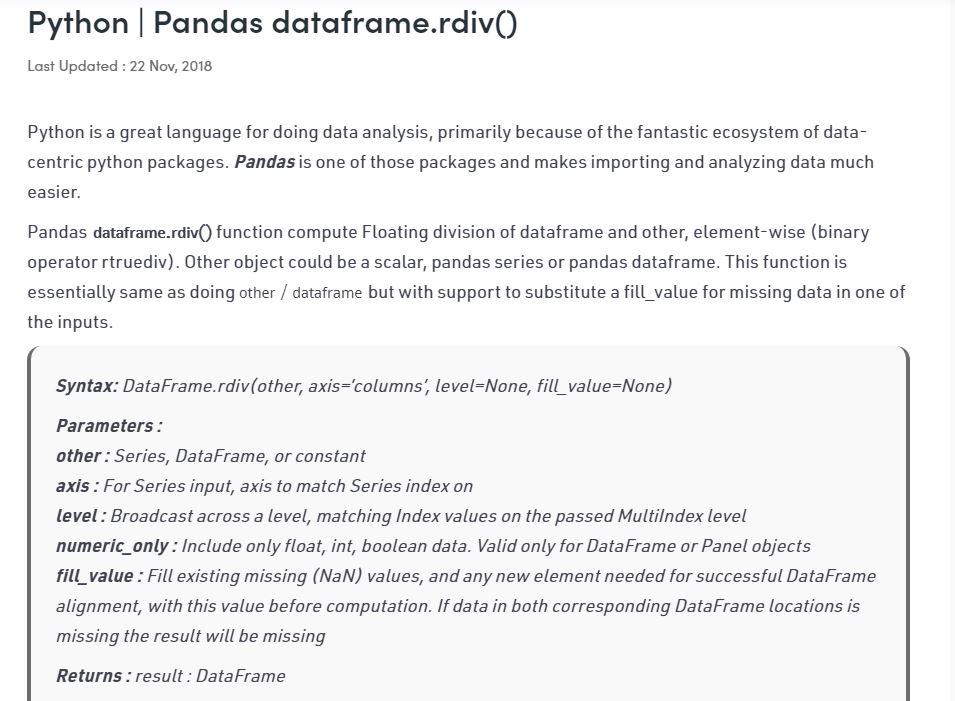 Python | Pandas dataframe.rdiv()
Last Updated : 22 Nov, 2018
Python is a great language for doing data analysis, primarily because of the fantastic ecosystem of data-
centric python packages. Pandas is one of those packages and makes importing and analyzing data much
easier.
Pandas dataframe.rdiv() function compute Floating division of dataframe and other, element-wise (binary
operator rtruediv). Other object could be a scalar, pandas series or pandas dataframe. This function is
essentially same as doing other / dataframe but with support to substitute a fill_value for missing data in one of
the inputs.
Syntax: DataFrame.rdiv(other, axis=’columns’, level=None, fill_value=None)
Parameters :
other : Series, DataFrame, or constant
axis : For Series input, axis to match Series index on
level : Broadcast across a level, matching Index values on the passed MultiIndex level
numeric_only : Include only float, int, boolean data. Valid only for DataFrame or Panel objects
fill_value : Fill existing missing (NaN) values, and any new element needed for successful DataFrame
alignment, with this value before computation. If data in both corresponding DataFrame locations is
missing the result will be missing
Returns : result : DataFrame